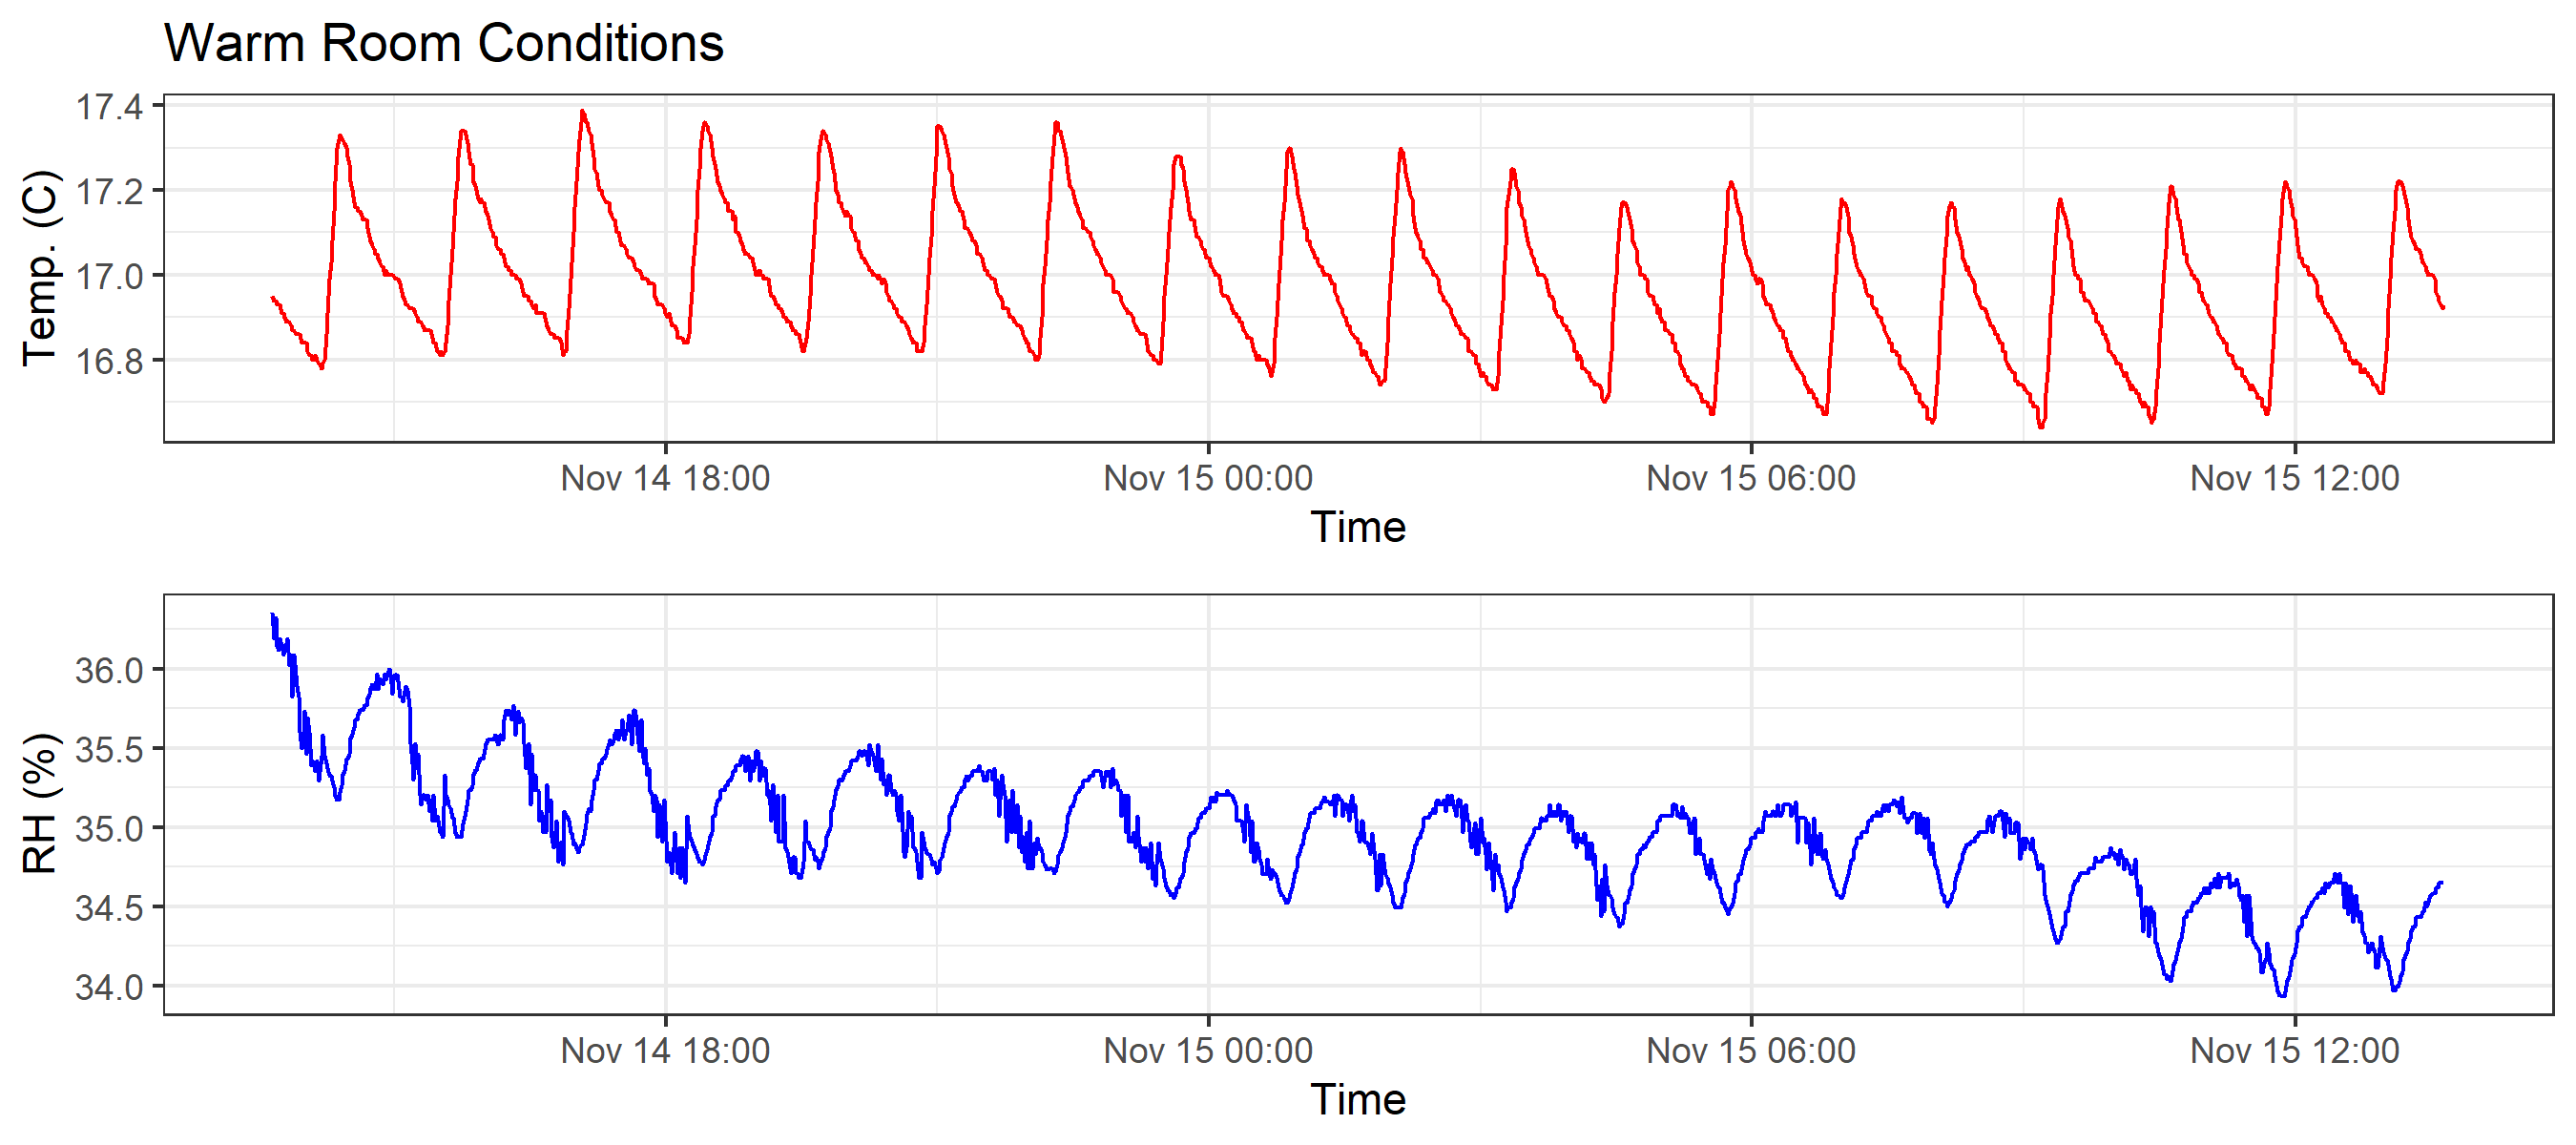 Warm Room Conditions
17.4
17.2
17.0
16.8
Temp. (C)
Nov 14 18:00 Nov 15 00:00 Nov 15 06:00 Nov 15 12:00
Time
36.0
35.5
35.0
34.5
34.0
RH (%)
Nov 14 18:00 Nov 15 00:00 Nov 15 06:00 Nov 15 12:00
Time